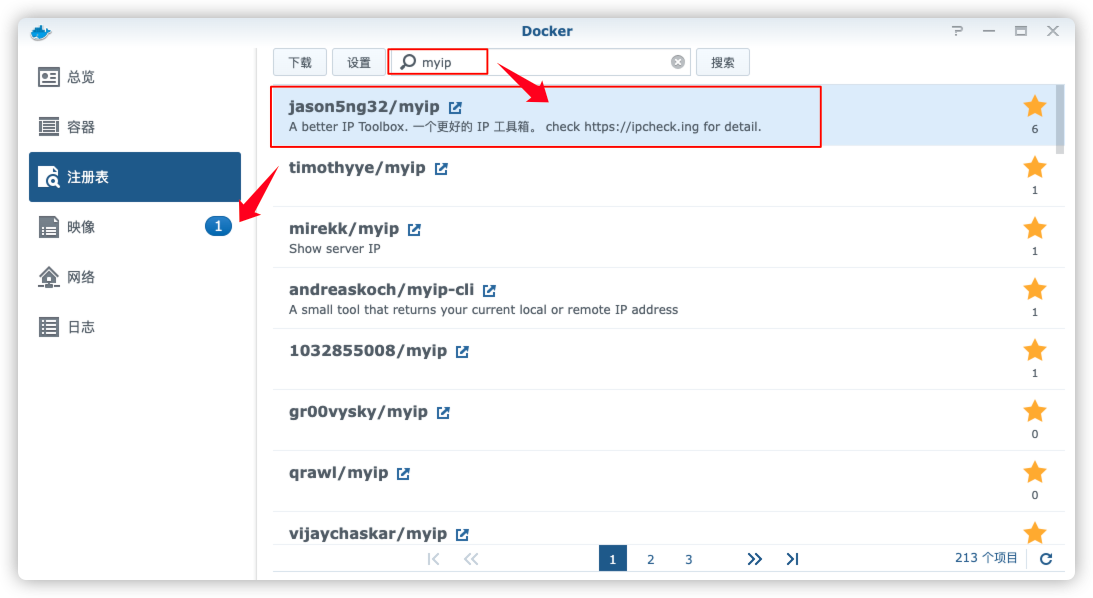 Docker
总览
容器
注册表
映像
1
网络
日志
下载
设置
myip
搜索
jason5ng32/myip
A better IP Toolbox. 一个更好的 IP 工具箱。 check https://ipcheck.ing for detail.
6
timothyye/myip
1
mirekk/myip
Show server IP
1
andreaskoch/myip-cli
A small tool that returns your current local or remote IP address
1
1032855008/myip
1
gr00vysky/myip
0
qrawl/myip
0
vijaychaskar/myip
1
2
3
213 个项目